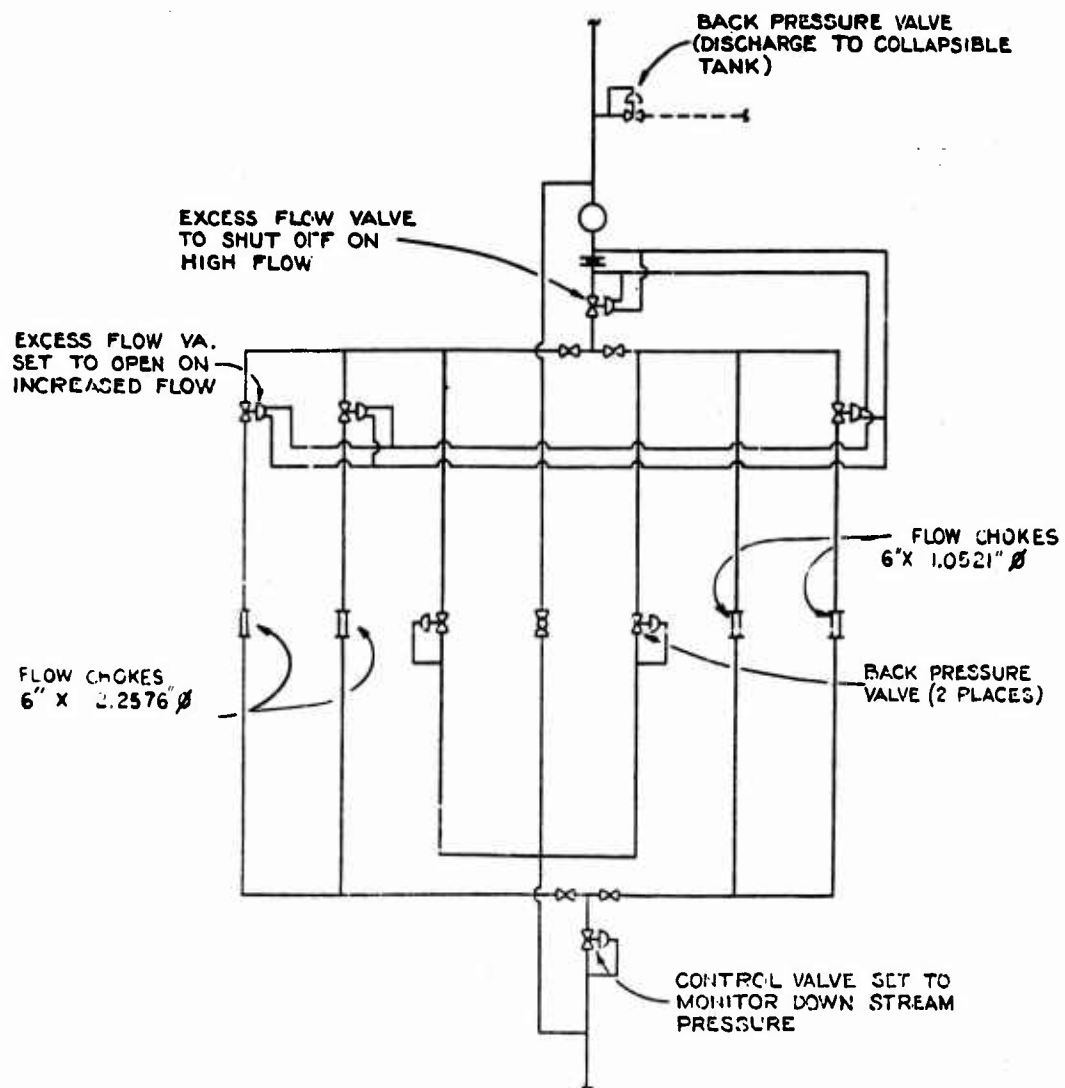 BACK PRESSURE VALVE
(DISCHARGE TO COLLAPSIBLE
TANK)
EXCESS FLOW VALVE
TO SHUT OFF ON
HIGH FLOW
EXCESS FLOW VA.
SET TO OPEN ON
INCREASED FLOW
FLOW CHOKES
6" X 1.0521" Ø
FLOW CHOKES
6" X .2576" Ø
BACK PRESSURE
VALVE (2 PLACES)
CONTROL VALVE SET TO
MONITOR DOWN STREAM
PRESSURE